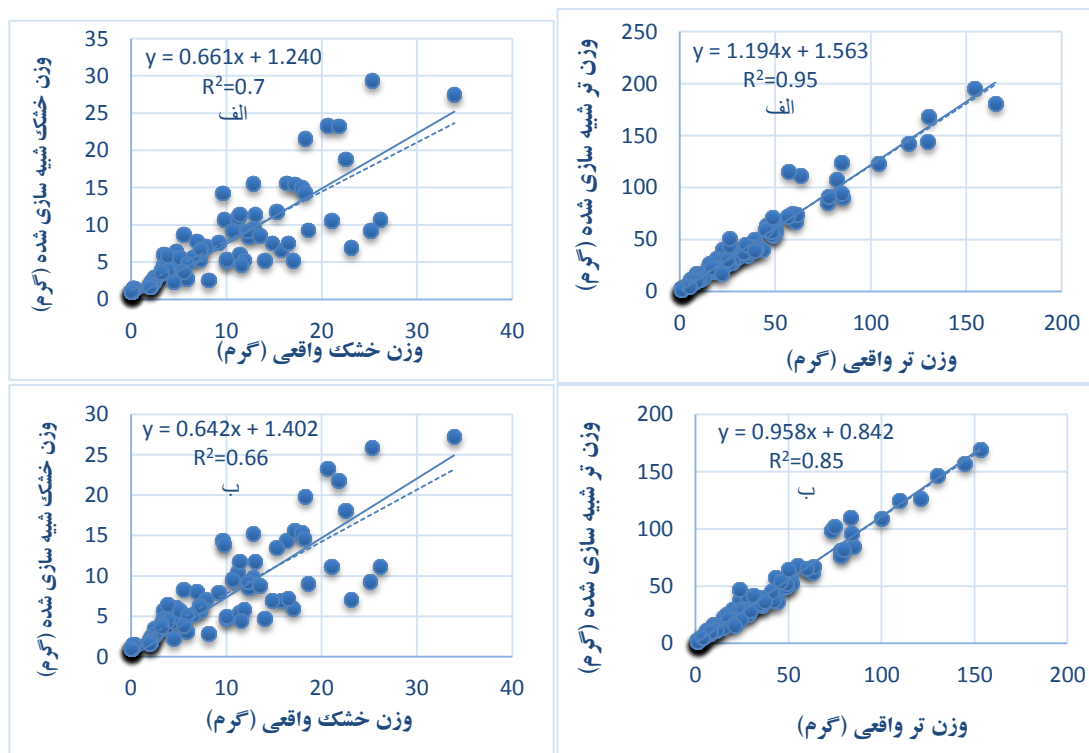 وزن خشک شبیه سازی شده (گرم)
35
30
25
20
15
10
5
0
y = 0.661x + 1.240
R²=0.7
الف
0 10 20 30 40
وزن خشک واقعی (گرم)
وزن تر شبیه سازی شده (گرم)
250
200
150
100
50
0
y = 1.194x + 1.563
R²=0.95
الف
0 50 100 150 200
وزن تر واقعی (گرم)
وزن خشک شبیه سازی شده (گرم)
30
25
20
15
10
5
0
y = 0.642x + 1.402
R²=0.66
ب
0 10 20 30 40
وزن خشک واقعی (گرم)
وزن تر شبیه سازی شده (گرم)
200
150
100
50
0
y = 0.958x + 0.842
R²=0.85
ب
0 50 100 150 200
وزن تر واقعی (گرم)